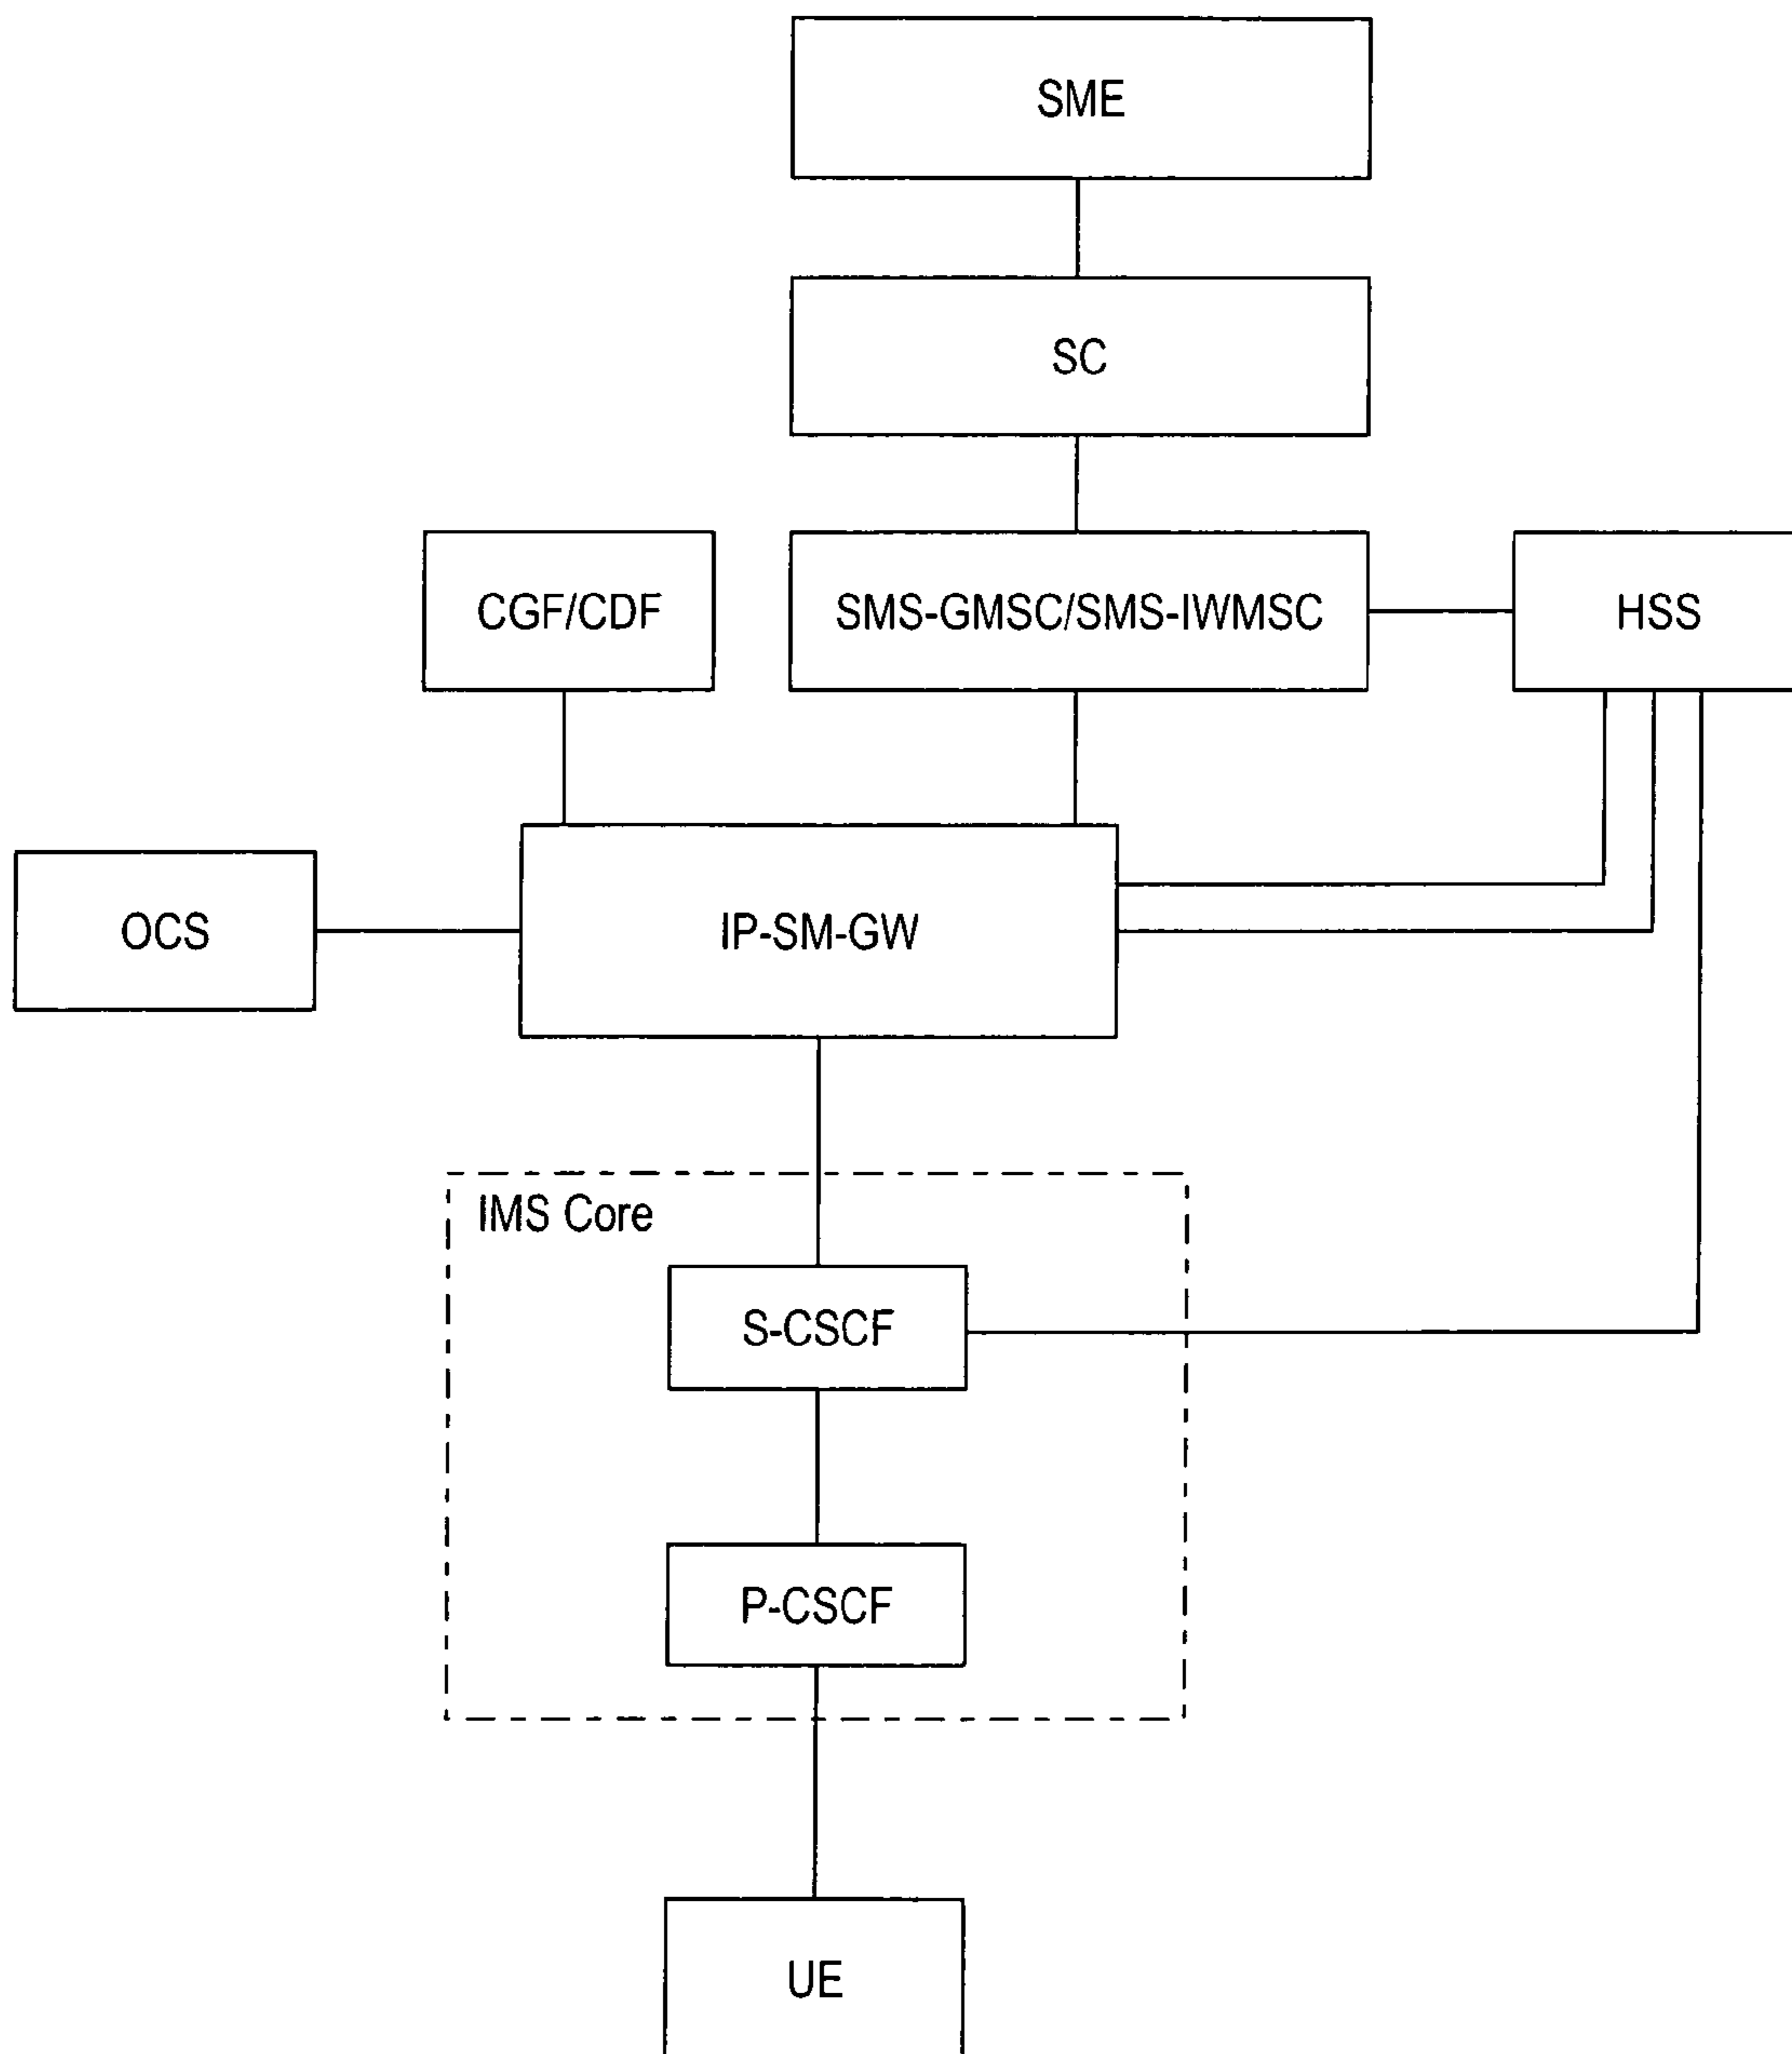 SME
SC
CGF/CDF
SMS-GMSC/SMS-IWMSC
HSS
OCS
IP-SM-GW
IMS Core
S-CSCF
P-CSCF
UE